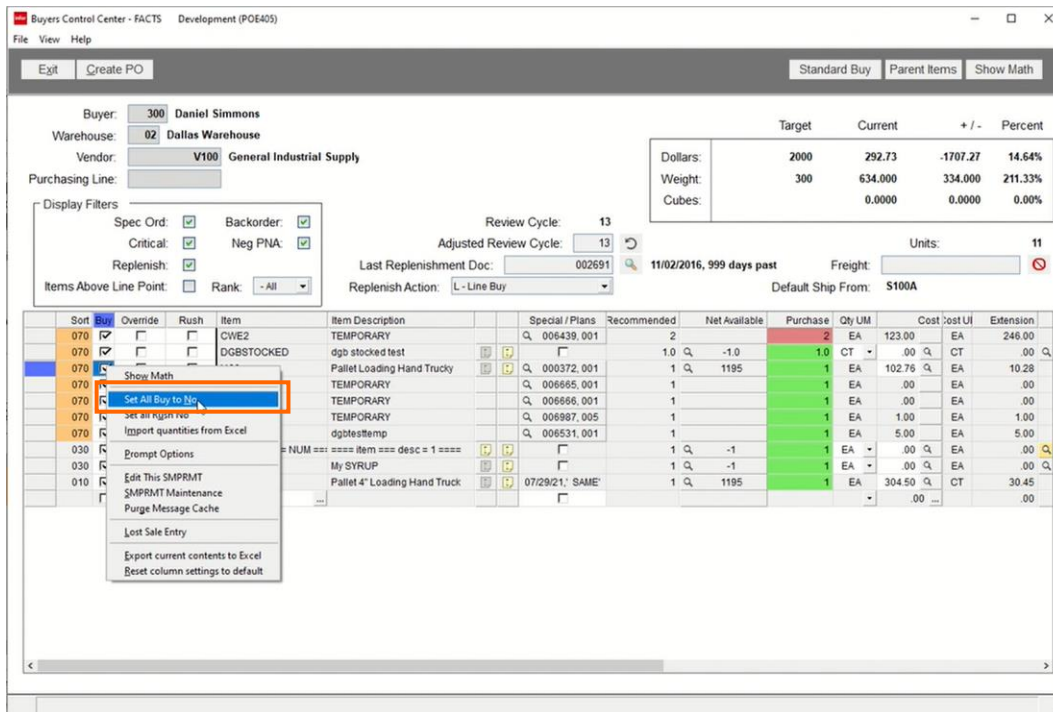 Buyers Control Center - FACTS Development (POE405)
File View Help
Exit Create PO Standard Buy Parent Items Show Math
Buyer: 300 Daniel Simmons
Warehouse: 02 Dallas Warehouse
Vendor: V100 General Industrial Supply
Purchasing Line:
Target Current + / - Percent
Dollars: 2000 292.73 -1707.27 14.64%
Weight: 300 634.000 334.000 211.33%
Cubes: 0.0000 0.0000 0.00%
Display Filters
Spec Ord: Backorder:
Critical: Neg PNA:
Replenish:
Items Above Line Point: Rank: - All
Review Cycle: 13
Adjusted Review Cycle: 13
Last Replenishment Doc: 002691 11/02/2016, 999 days past
Replenish Action: L - Line Buy
Units: 11
Freight:
Default Ship From: S100A
Sort Buy Override Rush Item Item Description Special / Plans Recommended Net Available Purchase Qty UM Cost Extension
070 CWE2 TEMPORARY 006439, 001 2 2 EA 123.00 EA 246.00
070 DGBSTOCKED dgb stocked test 1.0 -1.0 1.0 CT .00 CT .00
070 Pallet Loading Hand Trucky 000372, 001 1 1195 1 EA 102.76 EA 10.28
070 TEMPORARY 006665, 001 1 1 EA .00 EA .00
070 TEMPORARY 006666, 001 1 1 EA .00 EA .00
070 TEMPORARY 006987, 005 1 1 EA 1.00 EA 1.00
070 dgbtesttemp 006531, 001 1 1 EA 5.00 EA 5.00
030 = NUM === ==== item === desc = 1 ==== 1 -1 1 EA .00 EA .00
030 My SYRUP 1 -1 1 EA .00 EA .00
010 Pallet 4" Loading Hand Truck 07/29/21,' SAME' 1 1195 1 EA 304.50 CT 30.45
... .00 ... .00
Show Math
Set All Buy to No
Set all Rush No
Import quantities from Excel
Prompt Options
Edit This SMPRMT
SMPRMT Maintenance
Purge Message Cache
Lost Sale Entry
Export current contents to Excel
Reset column settings to default